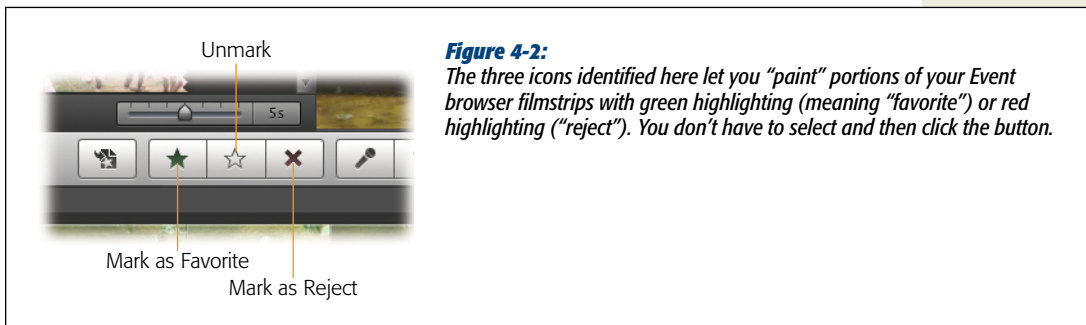 Unmark
5s
Mark as Favorite
Mark as Reject
Figure 4-2:
The three icons identified here let you “paint” portions of your Event
browser filmstrips with green highlighting (meaning “favorite”) or red
highlighting (“reject”). You don’t have to select and then click the button.